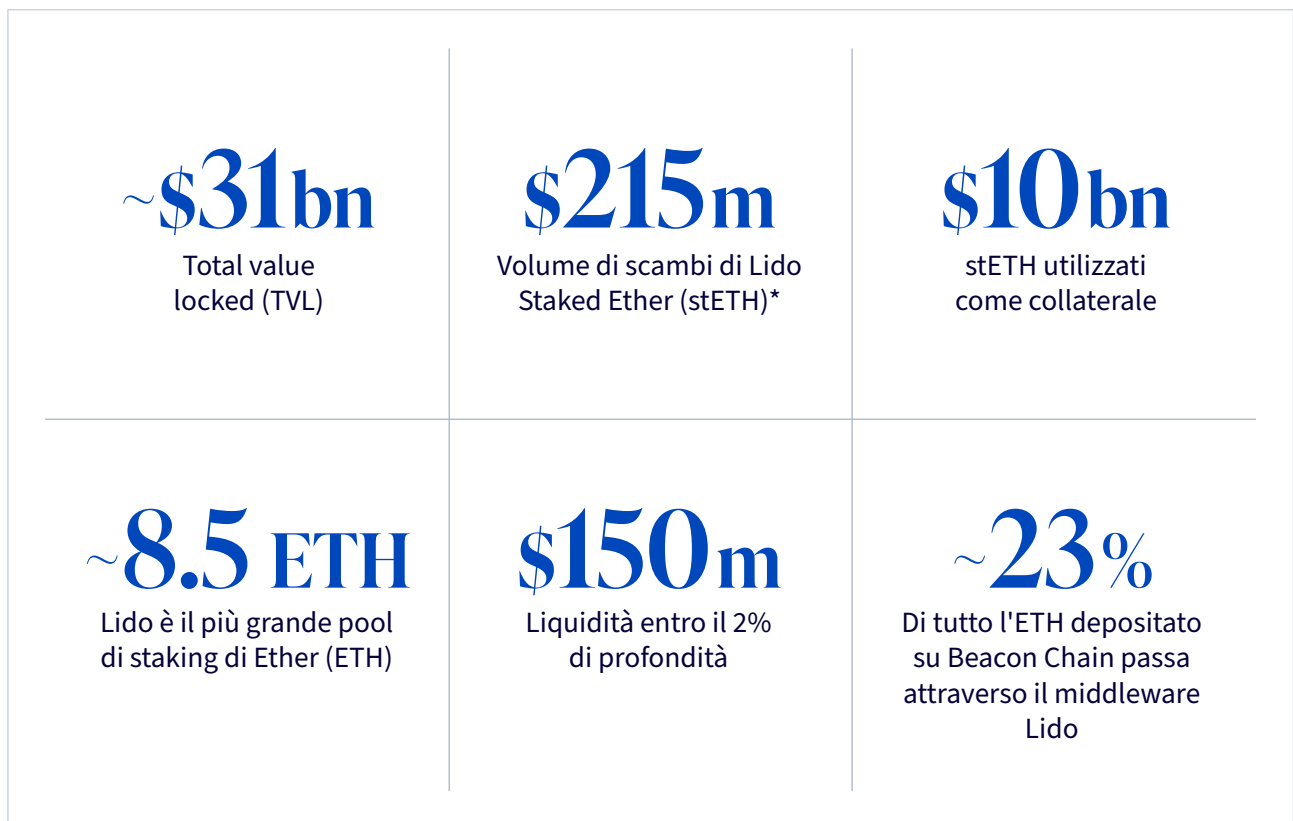 ~$31bn
Total value
locked (TVL)
$215m
Volume di scambi di Lido
Staked Ether (stETH)*
$10bn
stETH utilizzati
come collaterale
~8.5 ETH
Lido è il più grande pool
di staking di Ether (ETH)
$150m
Liquidità entro il 2%
di profondità
~23%
Di tutto l'ETH depositato
su Beacon Chain passa
attraverso il middleware
Lido